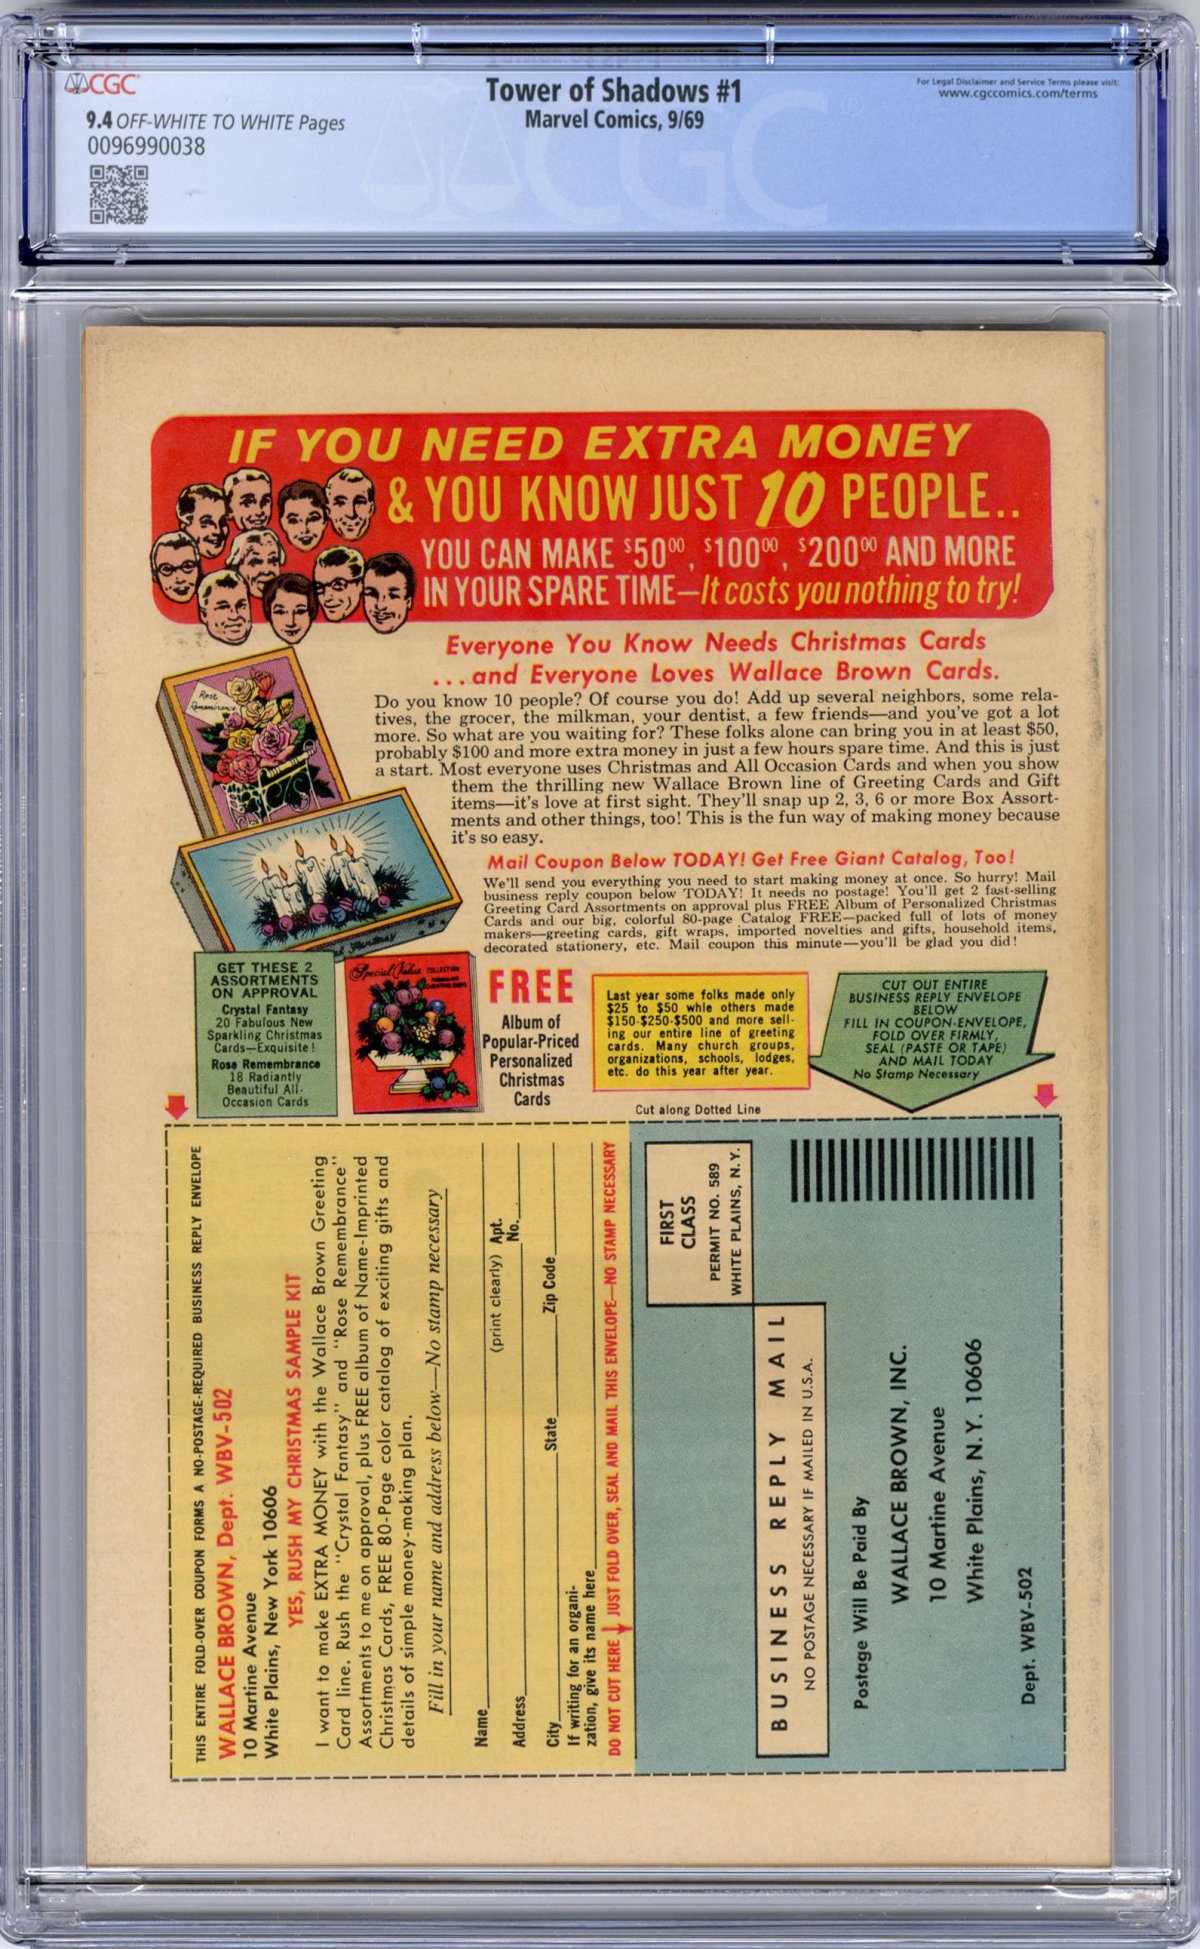 CGC
9.4 OFF-WHITE TO WHITE Pages
0096990038
Tower of Shadows #1
Marvel Comics, 9/69
For Legal Disclaimer and Service Terms please visit:
www.cgccomics.com/terms
CGC
IF YOU NEED EXTRA MONEY
& YOU KNOW JUST 10 PEOPLE..
YOU CAN MAKE $50 00, $100 00, $200 00 AND MORE
IN YOUR SPARE TIME—It costs you nothing to try!
Everyone You Know Needs Christmas Cards
...and Everyone Loves Wallace Brown Cards.
Do you know 10 people? Of course you do! Add up several neighbors, some rela-
tives, the grocer, the milkman, your dentist, a few friends—and you've got a lot
more. So what are you waiting for? These folks alone can bring you in at least $50,
probably $100 and more extra money in just a few hours spare time. And this is just
a start. Most everyone uses Christmas and All Occasion Cards and when you show
them the thrilling new Wallace Brown line of Greeting Cards and Gift
items—it's love at first sight. They'll snap up 2, 3, 6 or more Box Assort-
ments and other things, too! This is the fun way of making money because
it's so easy.
Rose
Remembrance
Mail Coupon Below TODAY! Get Free Giant Catalog, Too!
We'll send you everything you need to start making money at once. So hurry! Mail
business reply coupon below TODAY! It needs no postage! You'll get 2 fast-selling
Greeting Card Assortments on approval plus FREE Album of Personalized Christmas
Cards and our big, colorful 80-page Catalog FREE—packed full of lots of money
makers—greeting cards, gift wraps, imported novelties and gifts, household items,
decorated stationery, etc. Mail coupon this minute—you'll be glad you did!
GET THESE 2
ASSORTMENTS
ON APPROVAL
Crystal Fantasy
20 Fabulous New
Sparkling Christmas
Cards—Exquisite!
Rose Remembrance
18 Radiantly
Beautiful All-
Occasion Cards
Special Value COLLECTION
FREE
Album of
Popular-Priced
Personalized
Christmas
Cards
Last year some folks made only
$25 to $50 whle others made
$150-$250-$500 and more sell-
ing our entire line of greeting
cards. Many church groups,
organizations, schools, lodges,
etc. do this year after year.
CUT OUT ENTIRE
BUSINESS REPLY ENVELOPE
BELOW
FILL IN COUPON-ENVELOPE,
FOLD OVER FIRMLY,
SEAL (PASTE OR TAPE)
AND MAIL TODAY
No Stamp Necessary
Cut along Dotted Line
THIS ENTIRE FOLD-OVER COUPON FORMS A NO-POSTAGE-REQUIRED BUSINESS REPLY ENVELOPE
WALLACE BROWN, Dept. WBV-502
10 Martine Avenue
White Plains, New York 10606
YES, RUSH MY CHRISTMAS SAMPLE KIT
I want to make EXTRA MONEY with the Wallace Brown Greeting
Card line. Rush the "Crystal Fantasy" and "Rose Remembrance"
Assortments to me on approval, plus FREE album of Name-Imprinted
Christmas Cards, FREE 80-Page color catalog of exciting gifts and
details of simple money-making plan.
Fill in your name and address below—No stamp necessary
Name
(print clearly)
Address Apt. No.
City State Zip Code
If writing for an organi-
zation, give its name here
DO NOT CUT HERE JUST FOLD OVER, SEAL AND MAIL THIS ENVELOPE—NO STAMP NECESSARY
FIRST
CLASS
PERMIT NO. 589
WHITE PLAINS, N.Y.
BUSINESS REPLY MAIL
NO POSTAGE NECESSARY IF MAILED IN U.S.A.
Postage Will Be Paid By
WALLACE BROWN, INC.
10 Martine Avenue
White Plains, N.Y. 10606
Dept. WBV-502